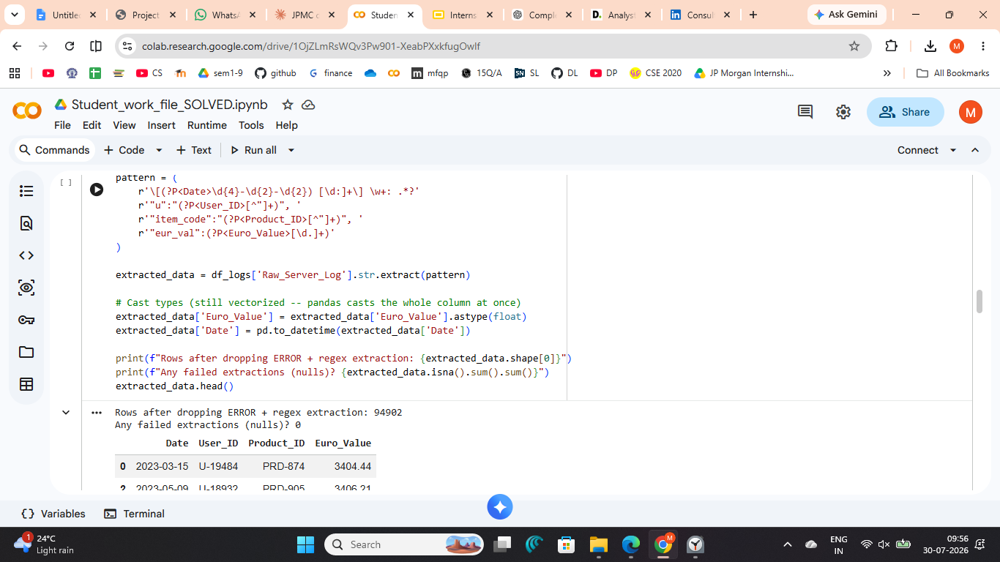 Untitle
Project
WhatsA
JPMC c
Studen
Interns
Comple
Analyst
Consul
Ask Gemini
colab.research.google.com/drive/1OjZLmRsWQv3Pw901-XeabPXxkfugOwlf
CS
sem1-9
github
finance
mfqp
15Q/A
SL
DL
DP
CSE 2020
JP Morgan Internshi...
All Bookmarks
Student_work_file_SOLVED.ipynb
File Edit View Insert Runtime Tools Help
Share
M
Commands + Code + Text Run all
Connect
[ ]
pattern = (
r'\[(?P<Date>\d{4}-\d{2}-\d{2}) [\d:]+\] \w+: .*?'
r'"u":"(?P<User_ID>[^"]+)", '
r'"item_code":"(?P<Product_ID>[^"]+)", '
r'"eur_val":(?P<Euro_Value>[\d.]+)'
)
extracted_data = df_logs['Raw_Server_Log'].str.extract(pattern)
# Cast types (still vectorized -- pandas casts the whole column at once)
extracted_data['Euro_Value'] = extracted_data['Euro_Value'].astype(float)
extracted_data['Date'] = pd.to_datetime(extracted_data['Date'])
print(f"Rows after dropping ERROR + regex extraction: {extracted_data.shape[0]}")
print(f"Any failed extractions (nulls)? {extracted_data.isna().sum().sum()}")
extracted_data.head()
Rows after dropping ERROR + regex extraction: 94902
Any failed extractions (nulls)? 0
Date User_ID Product_ID Euro_Value
0 2023-03-15 U-19484 PRD-874 3404.44
2 2023-05-09 U-18932 PRD-905 3406.21
Variables Terminal
1
24°C
Light rain
Search
ENG
IN
09:56
30-07-2026